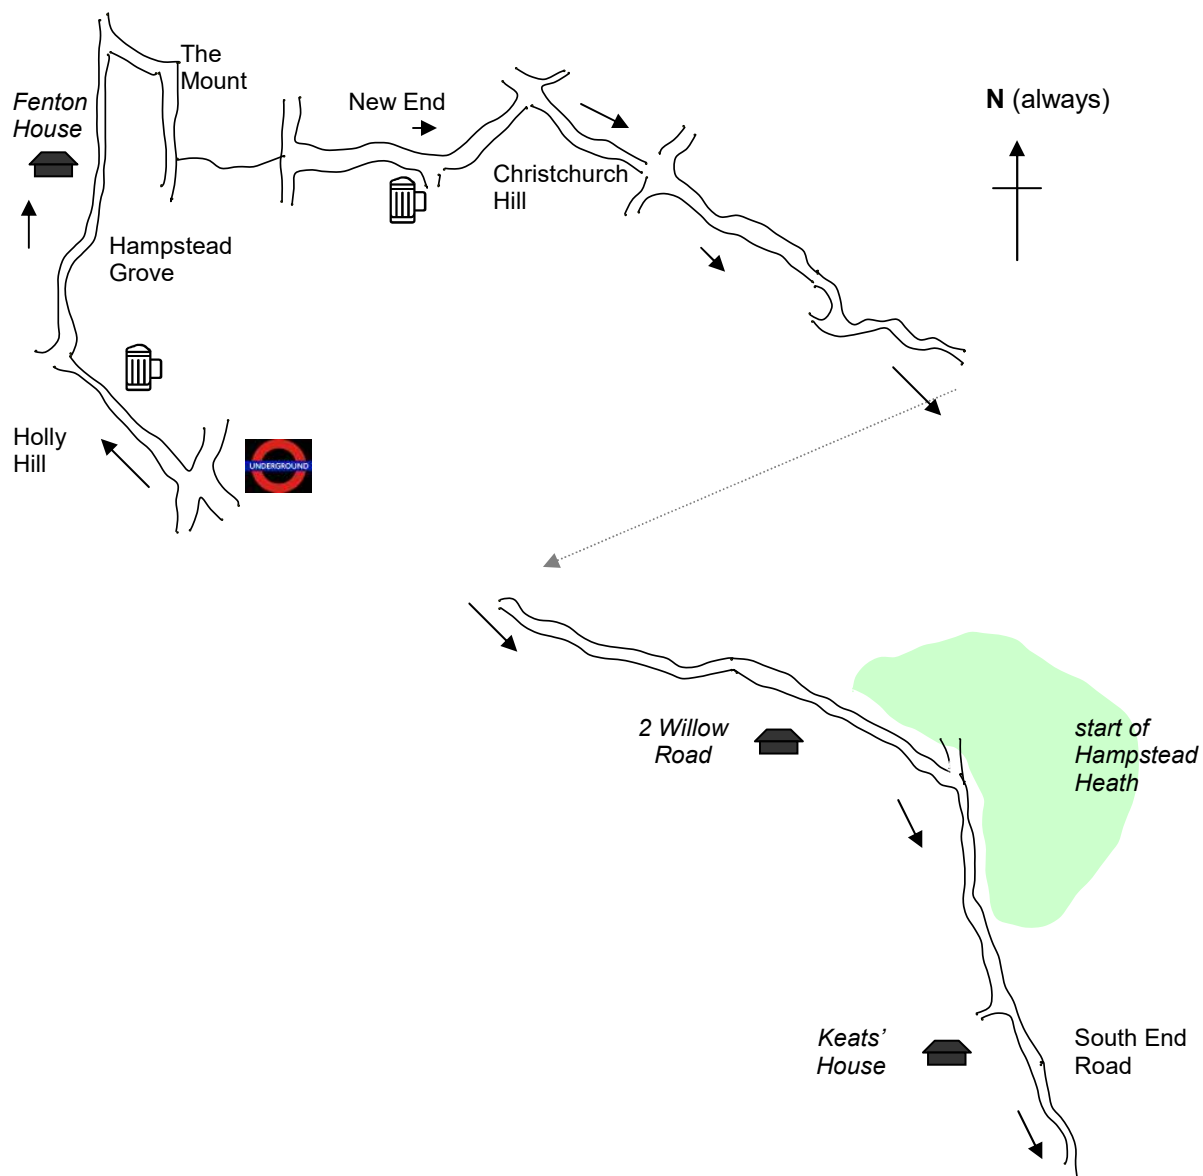 The
Mount
Fenton
House
New End
N (always)
Christchurch
Hill
Hampstead
Grove
Holly
Hill
UNDERGROUND
2 Willow
Road
start of
Hampstead
Heath
Keats’
House
South End
Road